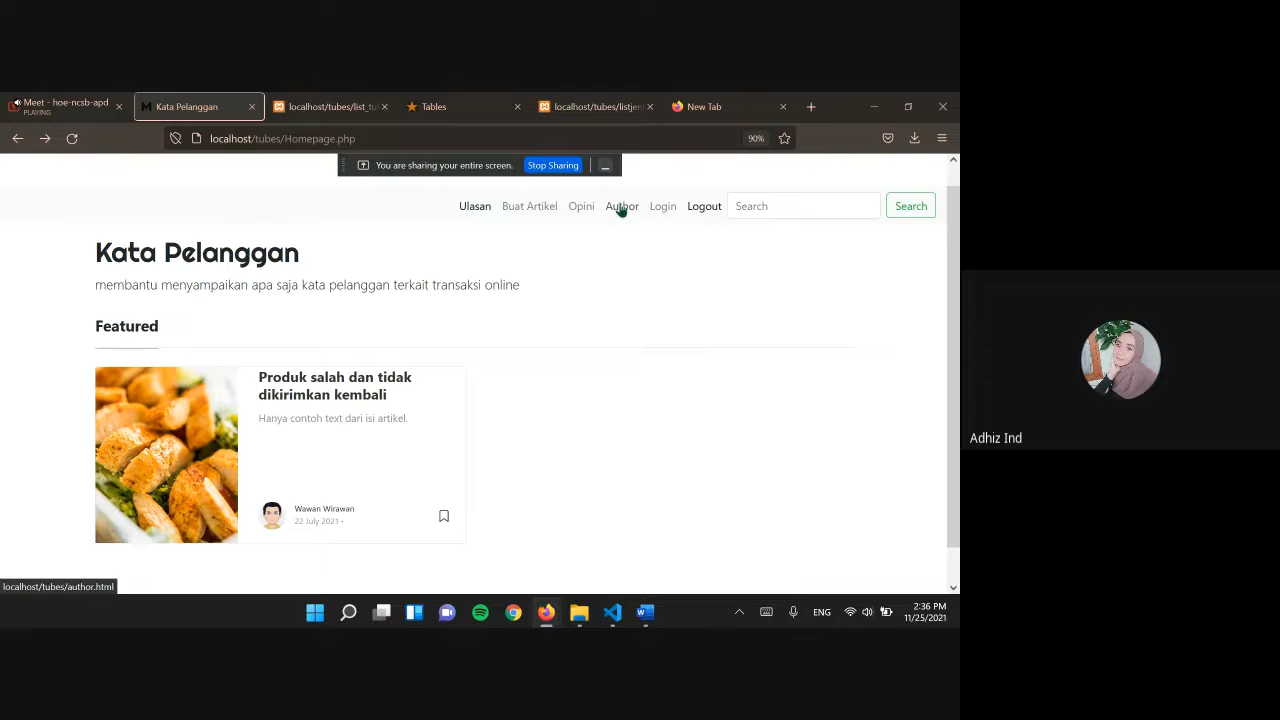 Meet - hoe-ncsb-apd
PLAYING
Kata Pelanggan
localhost/tubes/list_tu
Tables
localhost/tubes/listjen
New Tab
localhost/tubes/Homepage.php
90%
You are sharing your entire screen.
Stop Sharing
Ulasan
Buat Artikel
Opini
Author
Login
Logout
Search
Search
Kata Pelanggan
membantu menyampaikan apa saja kata pelanggan terkait transaksi online
Featured
Produk salah dan tidak
dikirimkan kembali
Hanya contoh text dari isi artikel.
Wawan Wirawan
22 July 2021 -
Adhiz Ind
localhost/tubes/author.html
ENG
2:36 PM
11/25/2021